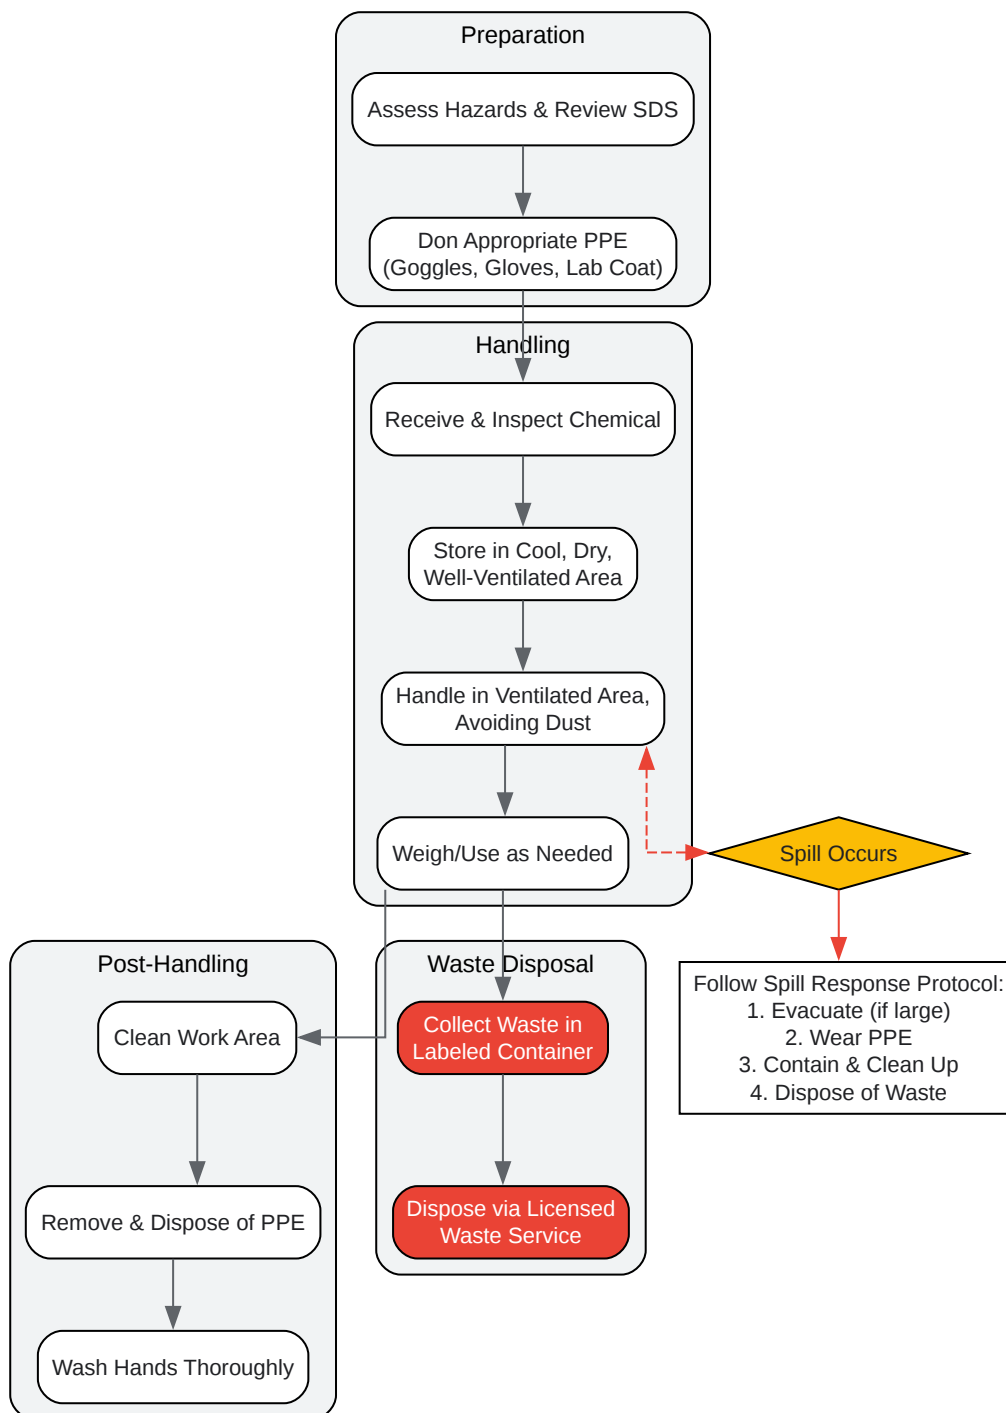 Preparation
Assess Hazards & Review SDS
Don Appropriate PPE
(Goggles, Gloves, Lab Coat)
Handling
Receive & Inspect Chemical
Store in Cool, Dry,
Well-Ventilated Area
Handle in Ventilated Area,
Avoiding Dust
Weigh/Use as Needed
Spill Occurs
Follow Spill Response Protocol:
1. Evacuate (if large)
2. Wear PPE
3. Contain & Clean Up
4. Dispose of Waste
Post-Handling
Clean Work Area
Remove & Dispose of PPE
Wash Hands Thoroughly
Waste Disposal
Collect Waste in
Labeled Container
Dispose via Licensed
Waste Service